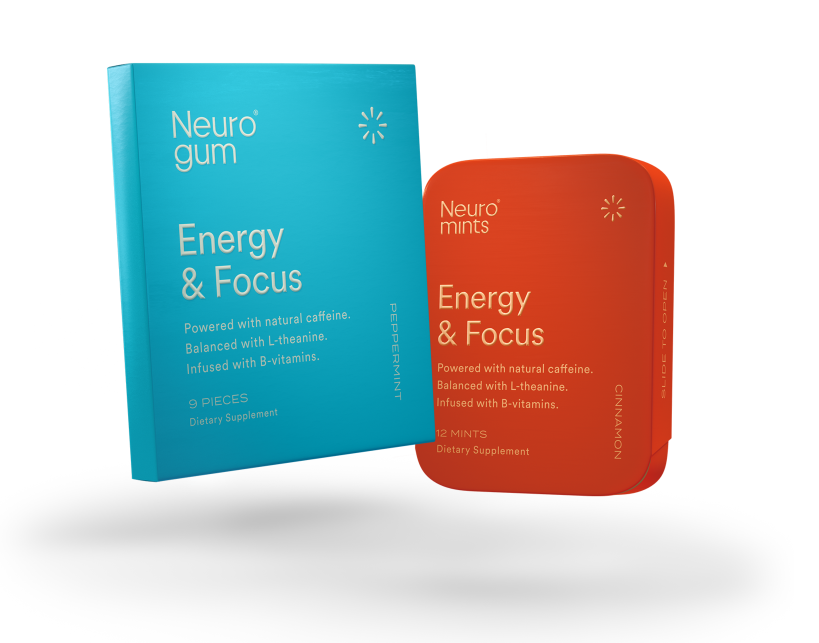 Neuro®
gum
Energy
& Focus
Powered with natural caffeine.
Balanced with L-theanine.
Infused with B-vitamins.
9 PIECES
Dietary Supplement
PEPPERMINT
Neuro®
mints
Energy
& Focus
Powered with natural caffeine.
Balanced with L-theanine.
Infused with B-vitamins.
12 MINTS
Dietary Supplement
CINNAMON
SLIDE TO OPEN